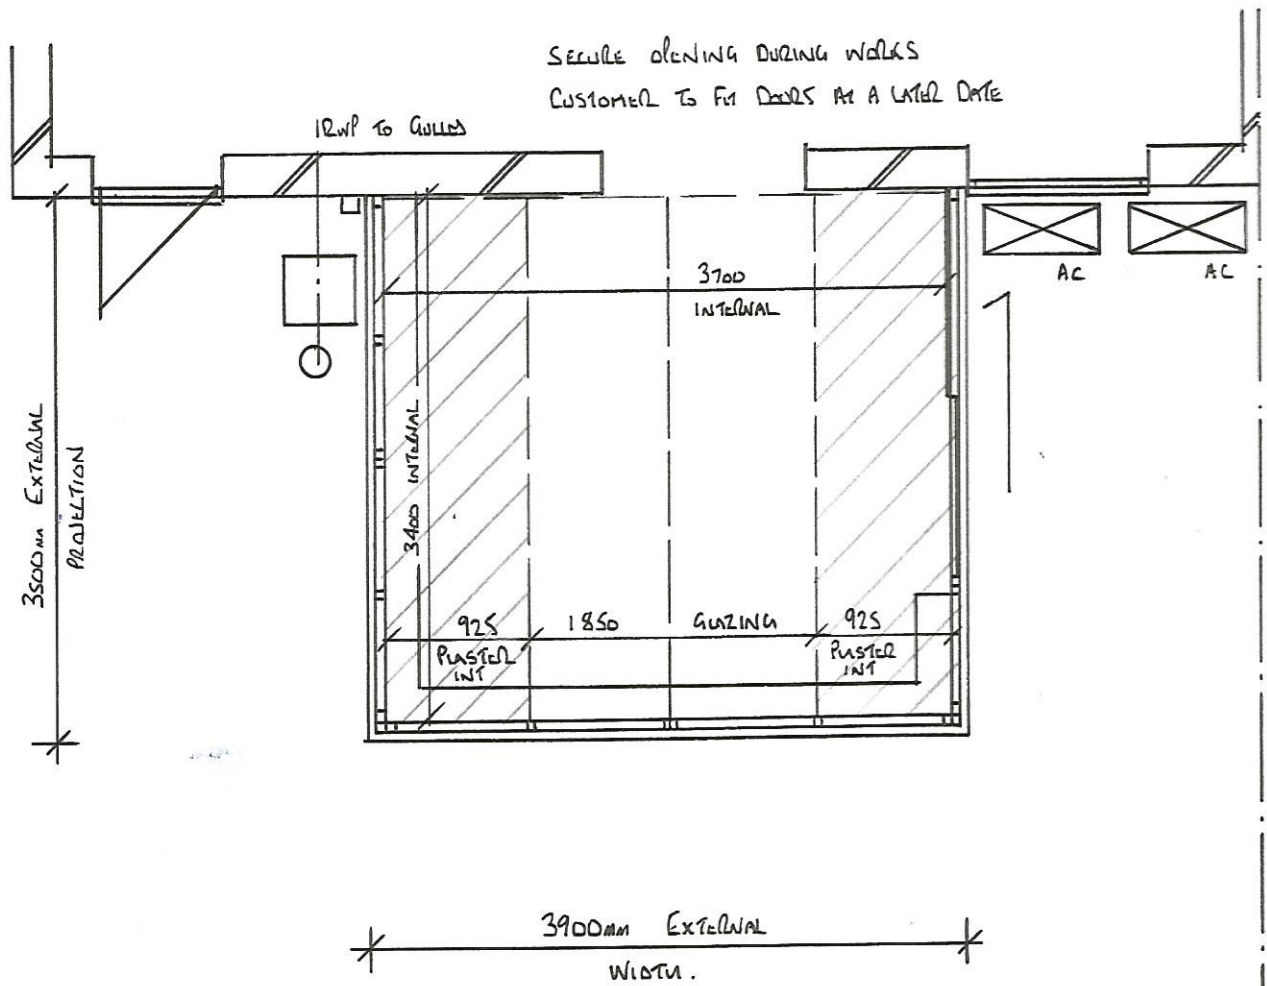 SECURE OPENING DURING WORKS
CUSTOMER TO FIT DOORS AT A LATER DATE
1RWP TO GULLY
AC
AC
3700
INTERNAL
3400 INTERNAL
3500mm EXTERNAL
PROJECTION
925
PLASTER
INT
1850 GLAZING
925
PLASTER
INT
3900mm EXTERNAL
WIDTH.